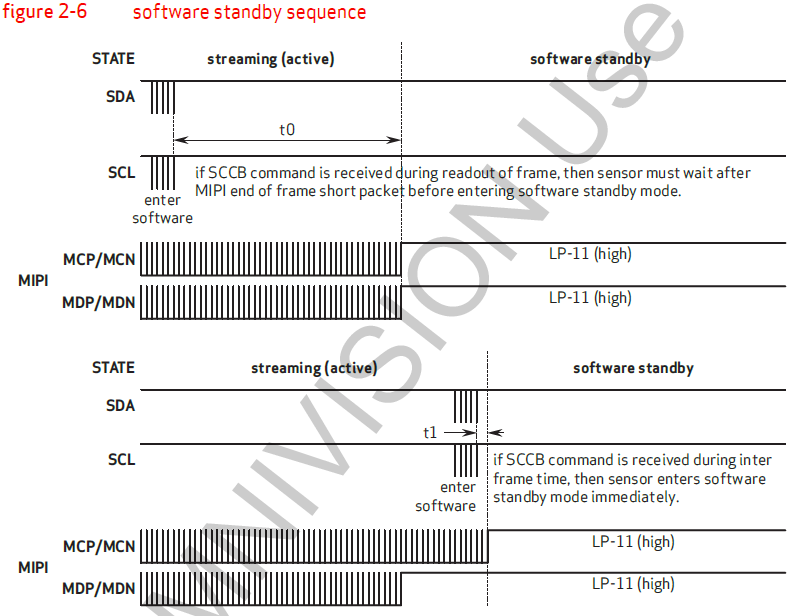 figure 2-6 software standby sequence
STATE streaming (active) software standby
SDA
t0
SCL if SCCB command is received during readout of frame, then sensor must wait after
MIPI end of frame short packet before entering software standby mode.
enter
software
MCP/MCN LP-11 (high)
MIPI
MDP/MDN LP-11 (high)
STATE streaming (active) software standby
SDA
t1
SCL if SCCB command is received during inter
frame time, then sensor enters software
standby mode immediately.
enter
software
MCP/MCN LP-11 (high)
MIPI
MDP/MDN LP-11 (high)
MNIVISION Use